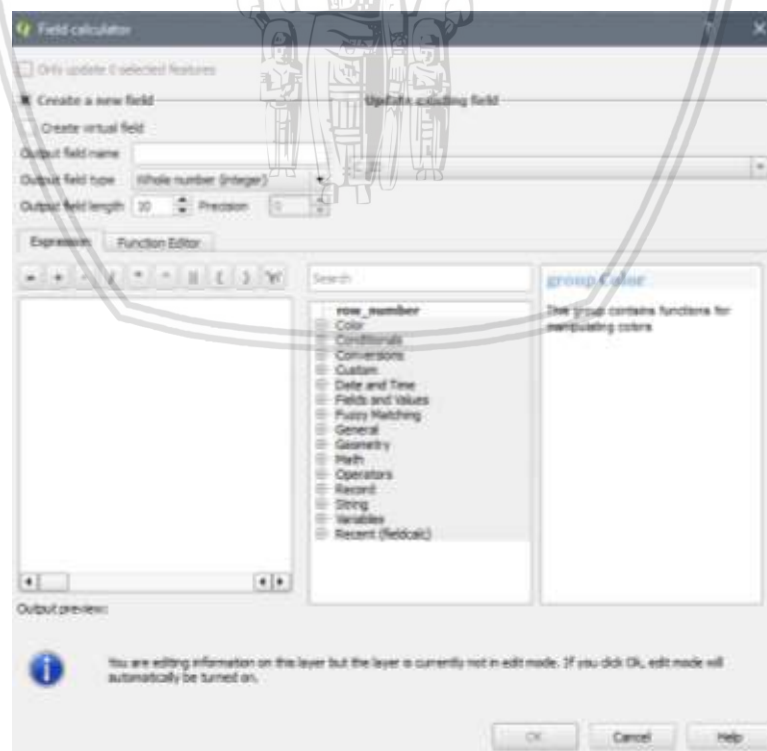 Field calculator
Only update 0 selected features
Create a new field
Update existing field
Create virtual field
Output field name
Output field type Whole number (integer)
Output field length 10 Precision 0
Expression Function Editor
= + - / * ^ || ( ) '\n'
Search
row_number
Color
Conditionals
Conversions
Custom
Date and Time
Fields and Values
Fuzzy Matching
General
Geometry
Math
Operators
Record
String
Variables
Recent (fieldcalc)
group Color
This group contains functions for
manipulating colors
Output preview:
You are editing information on this layer but the layer is currently not in edit mode. If you click Ok, edit mode will
automatically be turned on.
OK Cancel Help